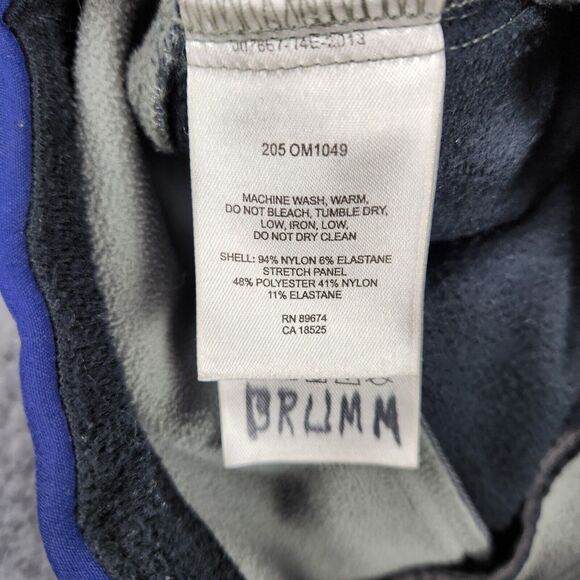 205 OM1049
MACHINE WASH, WARM,
DO NOT BLEACH, TUMBLE DRY,
LOW, IRON, LOW,
DO NOT DRY CLEAN
SHELL: 94% NYLON 6% ELASTANE
STRETCH PANEL
48% POLYESTER 41% NYLON
11% ELASTANE
RN 89674
CA 18525
BRUMM